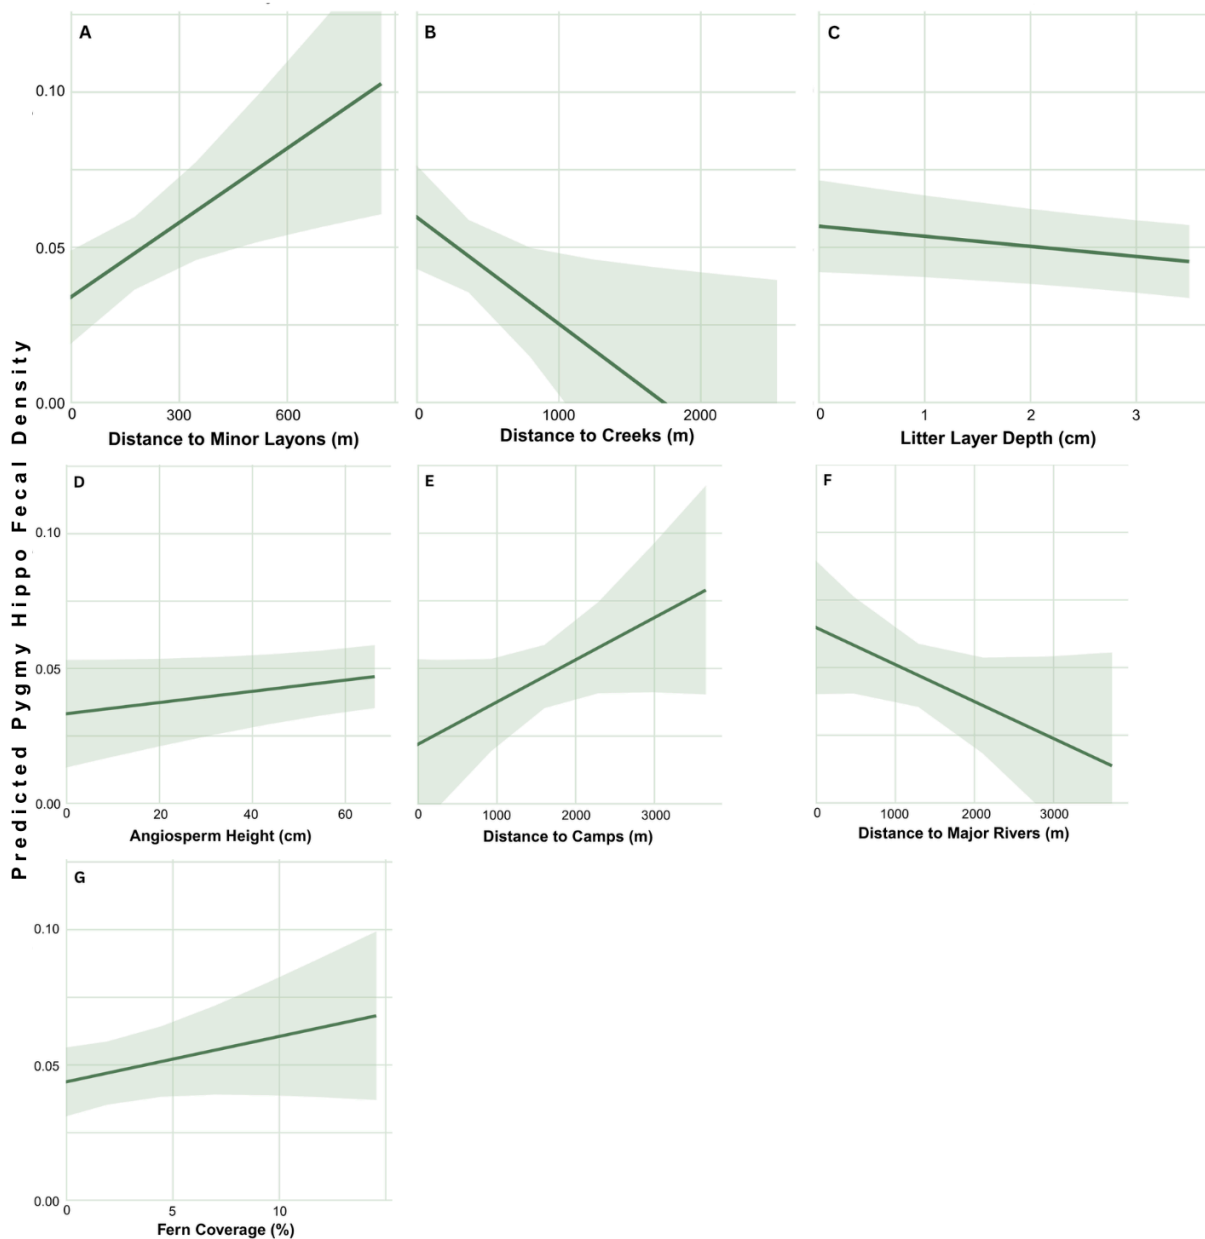 Predicted Pygmy Hippo Fecal Density
A
0.10
0.05
0.00
0 300 600
Distance to Minor Layons (m)
B
0 1000 2000
Distance to Creeks (m)
C
0 1 2 3
Litter Layer Depth (cm)
D
0.10
0.05
0.00
0 20 40 60
Angiosperm Height (cm)
E
0 1000 2000 3000
Distance to Camps (m)
F
0 1000 2000 3000
Distance to Major Rivers (m)
G
0.10
0.05
0.00
0 5 10
Fern Coverage (%)